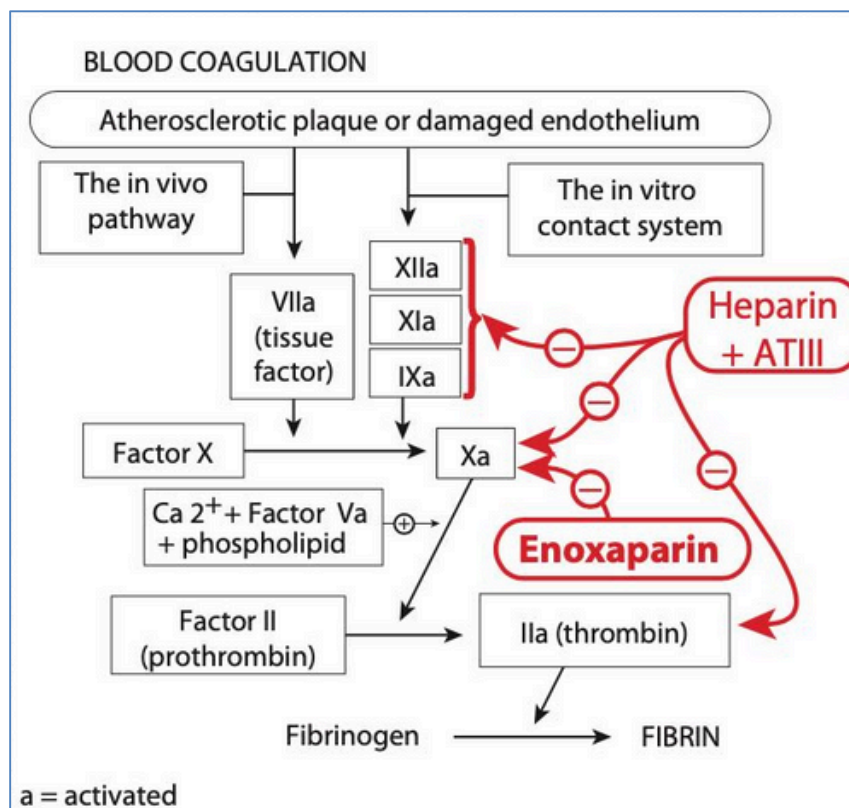 BLOOD COAGULATION
Atherosclerotic plaque or damaged endothelium
The in vivo
pathway
The in vitro
contact system
XIIa
XIa
IXa
VIIa
(tissue
factor)
Heparin
+ ATIII
−
−
−
−
Factor X
Xa
Ca 2+ + Factor Va
+ phospholipid
+
Enoxaparin
Factor II
(prothrombin)
IIa (thrombin)
Fibrinogen
FIBRIN
a = activated